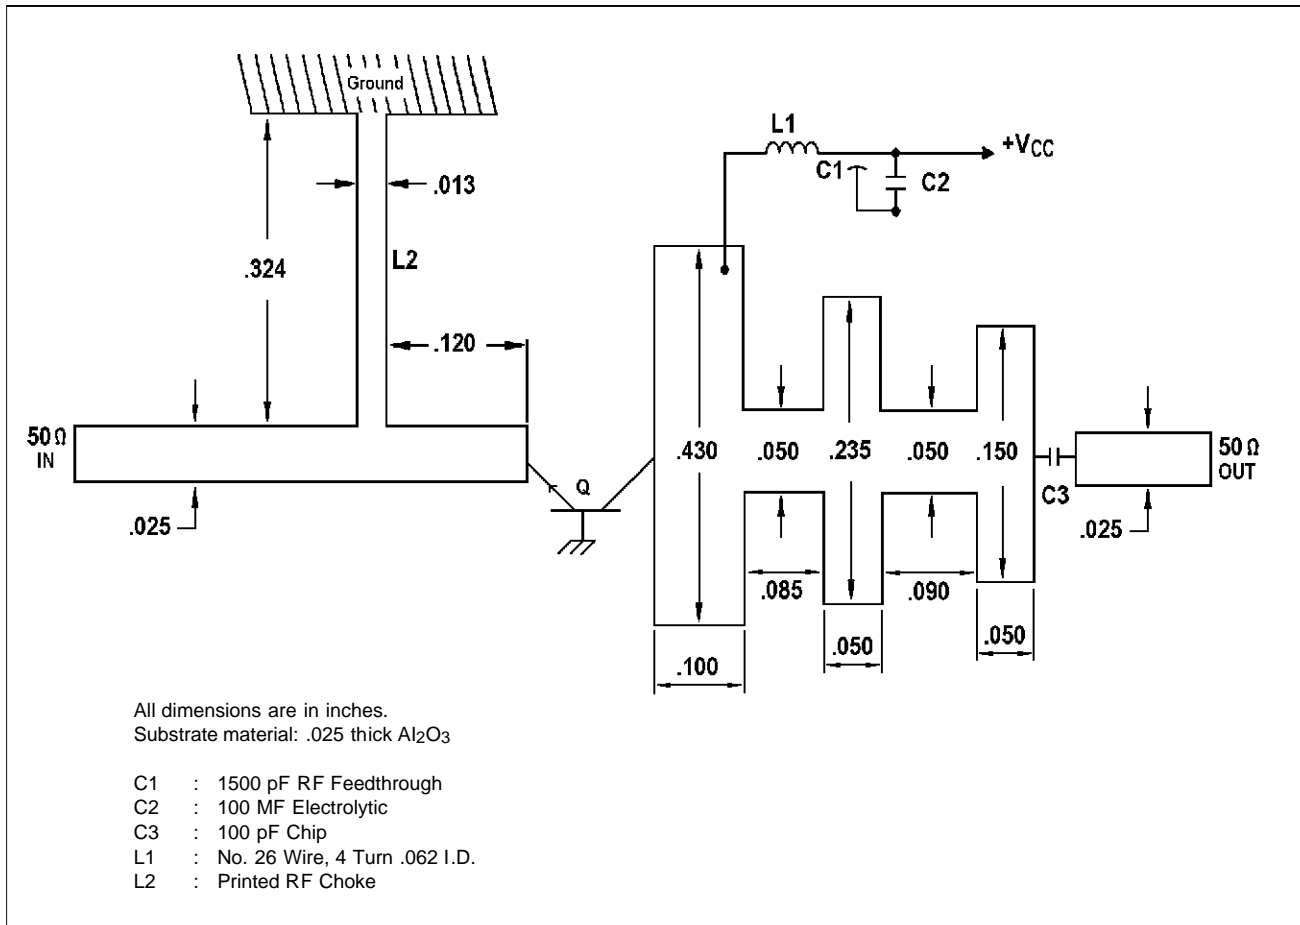 Ground
L1
+VCC
C1
C2
.013
.324
L2
.120
50 Ω
IN
.430
.050
.235
.050
.150
50 Ω
OUT
C3
Q
.025
.025
.085
.090
.050
.050
.100
All dimensions are in inches.
Substrate material: .025 thick Al2O3
C1 : 1500 pF RF Feedthrough
C2 : 100 MF Electrolytic
C3 : 100 pF Chip
L1 : No. 26 Wire, 4 Turn .062 I.D.
L2 : Printed RF Choke